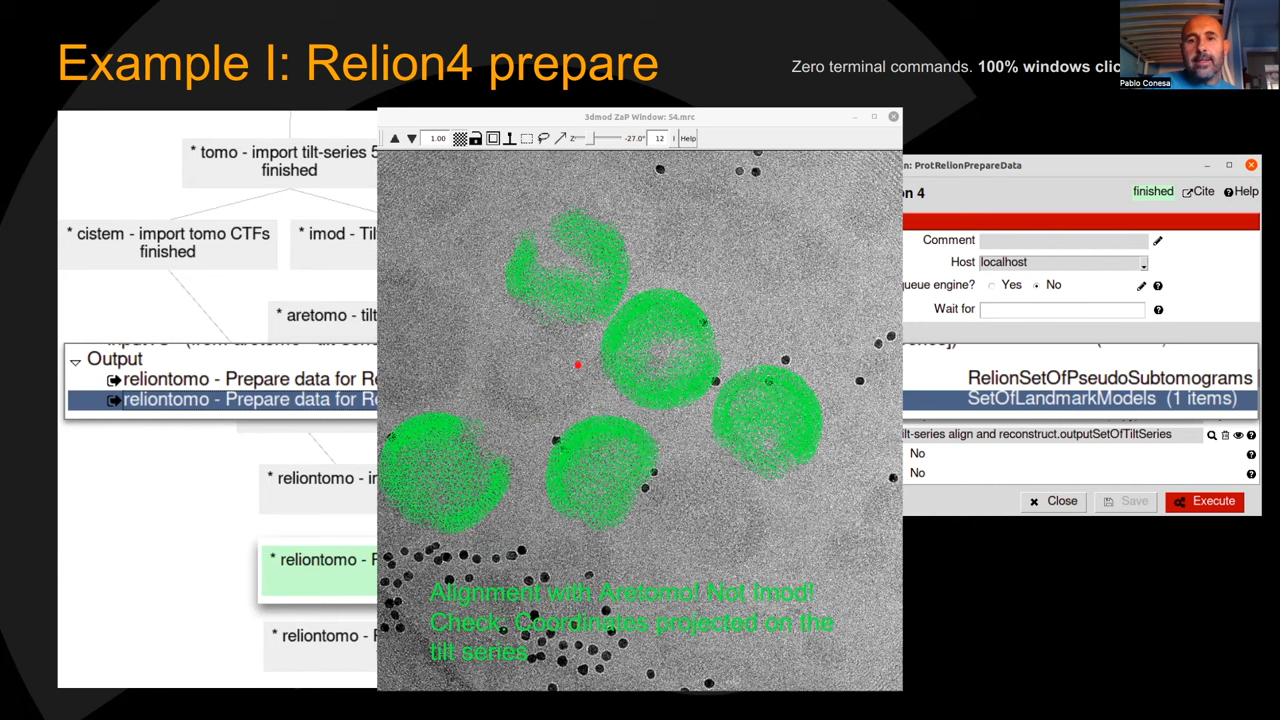 Example I: Relion4 prepare
Zero terminal commands. 100% windows clic
Pablo Conesa
* tomo - import tilt-series 5
finished
* cistem - import tomo CTFs
finished
* imod - Til
* aretomo - tilt
Output
reliontomo - Prepare data for Re
reliontomo - Prepare data for Re
* reliontomo - im
* reliontomo - F
* reliontomo - F
3dmod ZaP Window: 54.mrc
1.00
Z
-27.0°
12
I
Help
Alignment with Aretomo! Not Imod!
Check: Coordinates projected on the
tilt series
n: ProtRelionPrepareData
on 4
finished
Cite
Help
Comment
Host
localhost
queue engine?
Yes
No
Wait for
RelionSetOfPseudoSubtomograms
SetOfLandmarkModels (1 items)
tilt-series align and reconstruct.outputSetOfTiltSeries
No
No
Close
Save
Execute